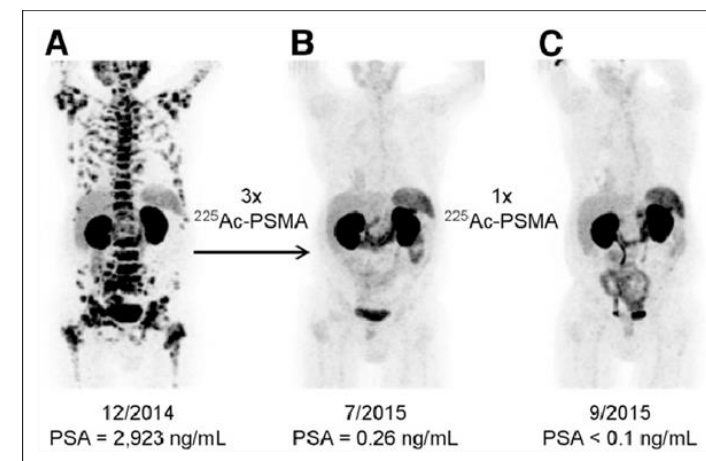 A
B
C
3x
²²⁵Ac-PSMA
1x
²²⁵Ac-PSMA
12/2014
PSA = 2,923 ng/mL
7/2015
PSA = 0.26 ng/mL
9/2015
PSA < 0.1 ng/mL